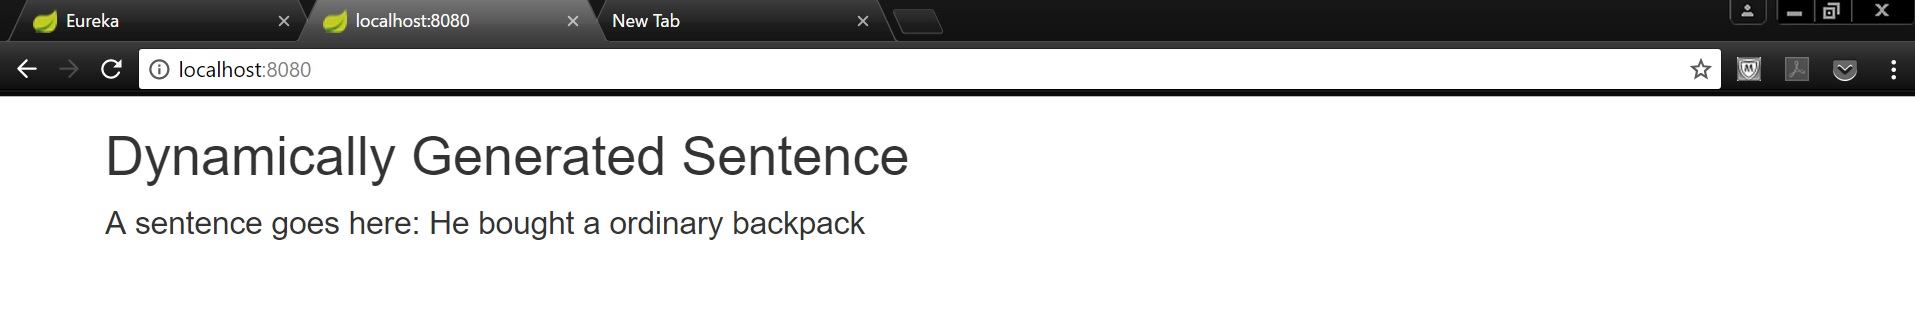 Eureka
localhost:8080
New Tab
localhost:8080
Dynamically Generated Sentence
A sentence goes here: He bought a ordinary backpack